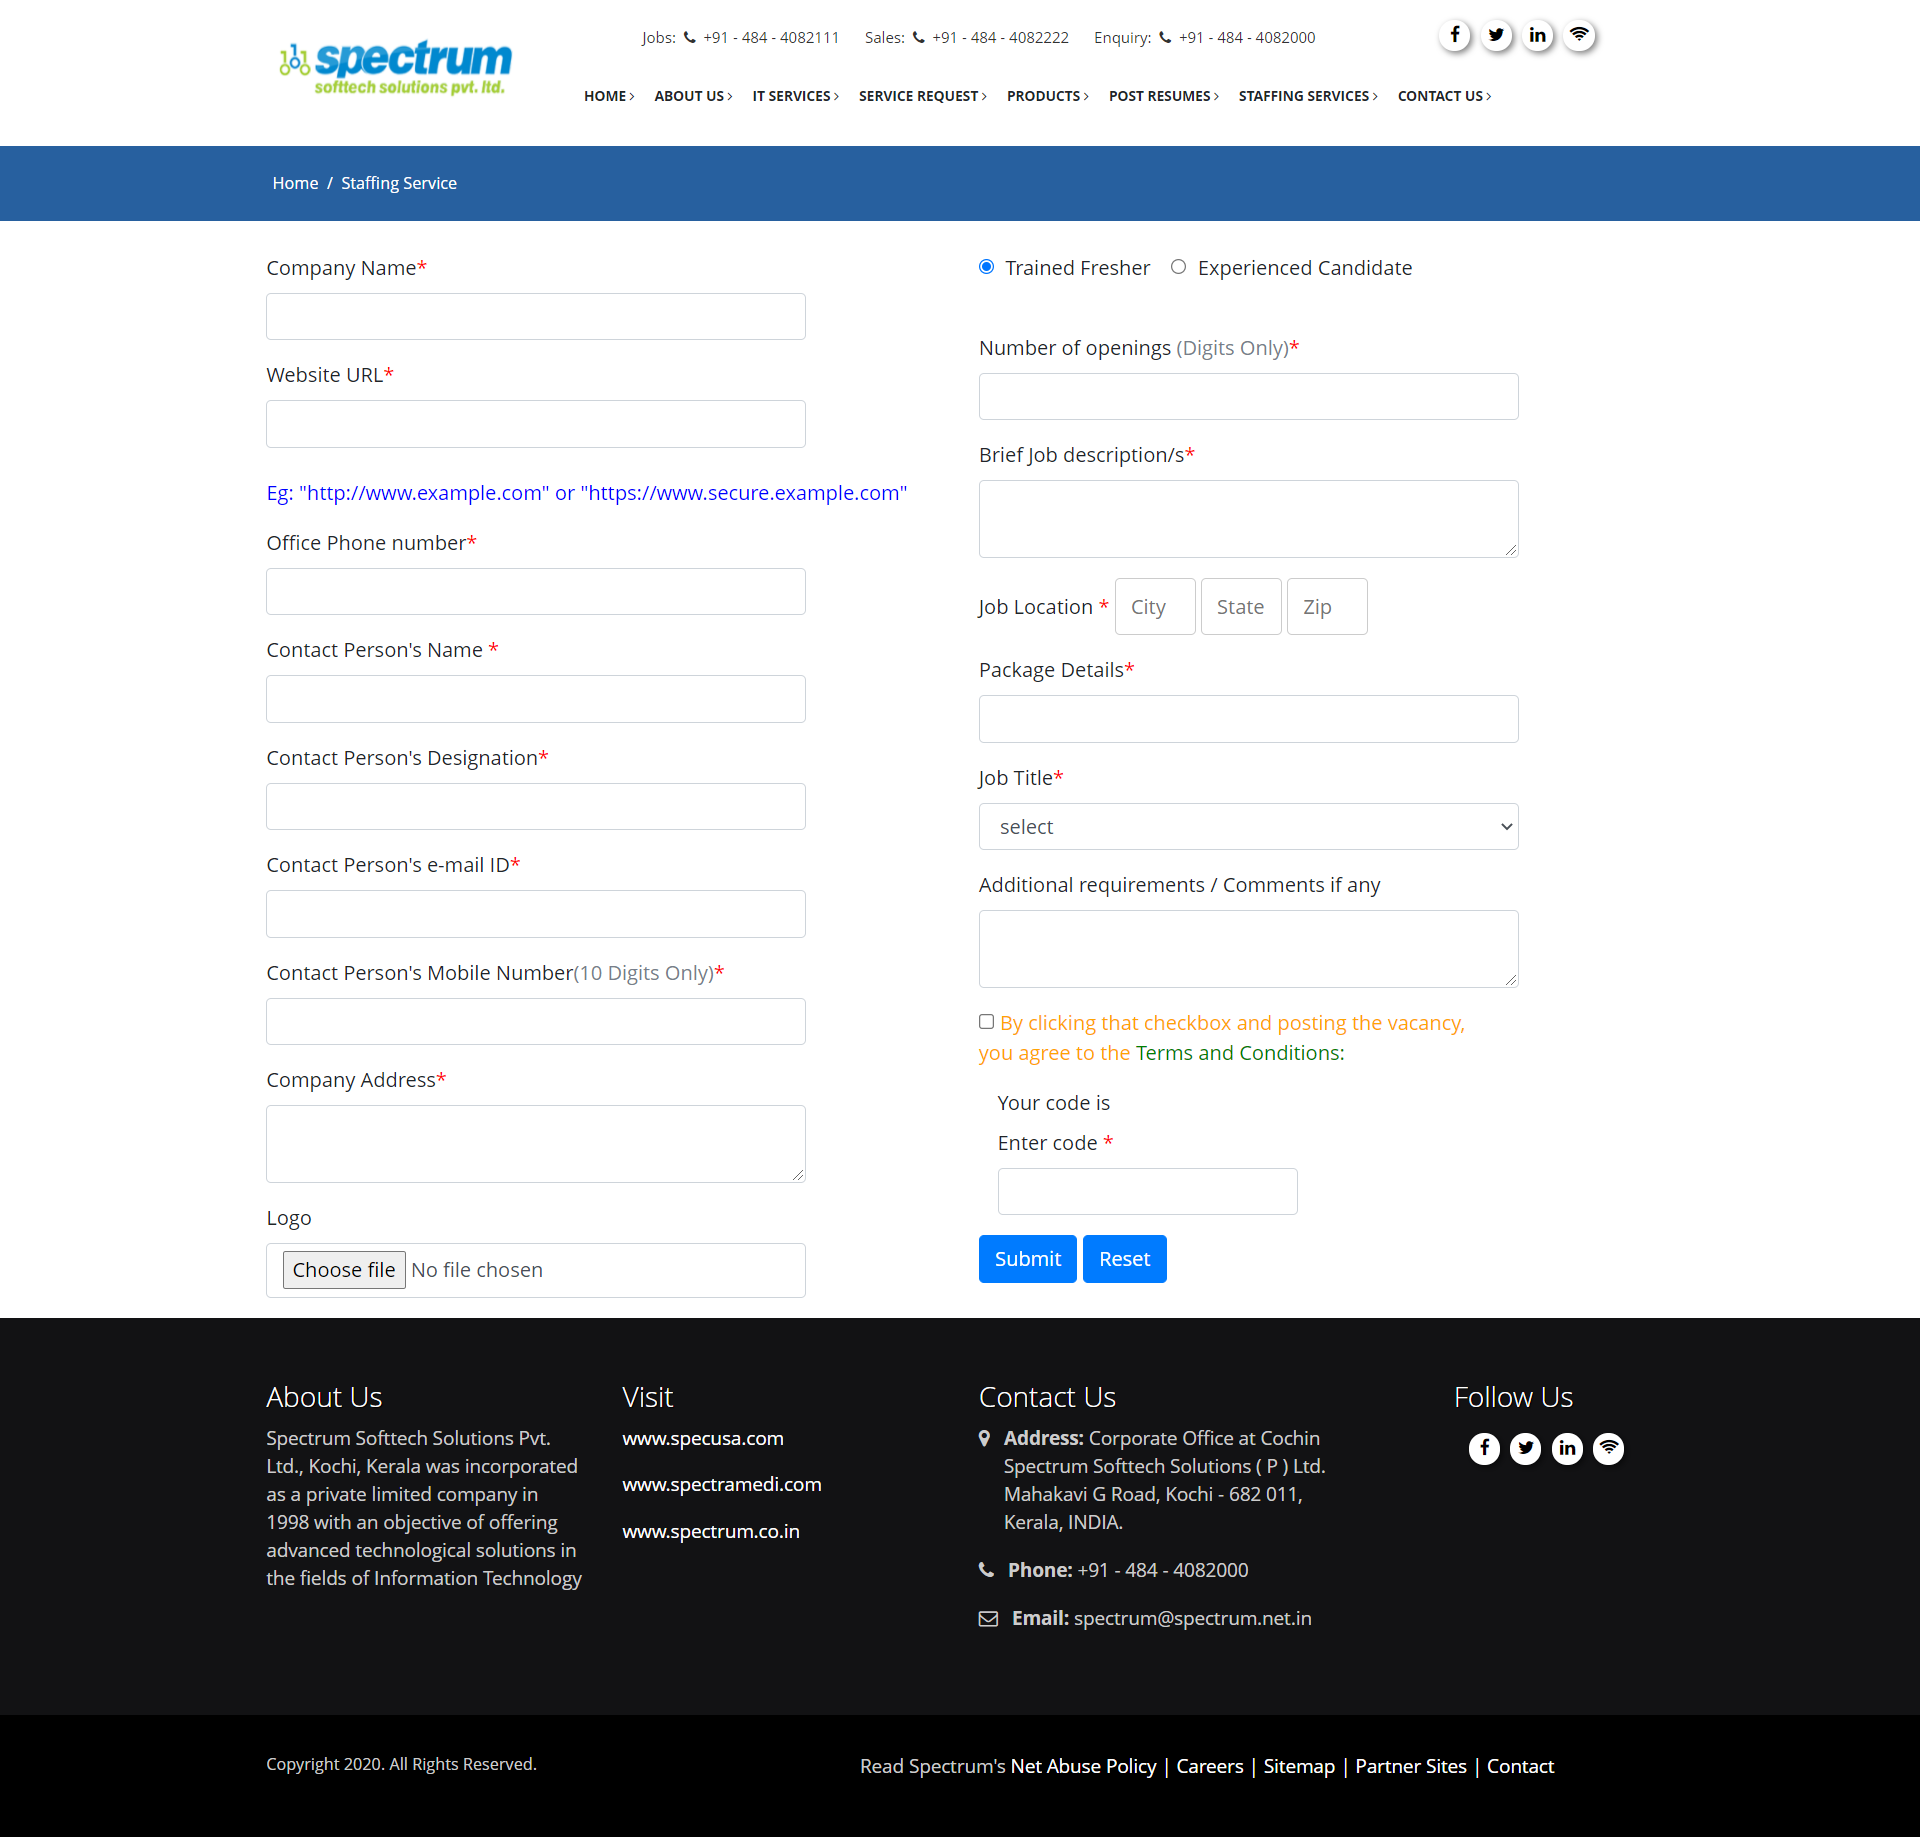 spectrum
softtech solutions pvt. ltd.
Jobs: +91 - 484 - 4082111 Sales: +91 - 484 - 4082222 Enquiry: +91 - 484 - 4082000
HOME ABOUT US IT SERVICES SERVICE REQUEST PRODUCTS POST RESUMES STAFFING SERVICES CONTACT US
Home / Staffing Service
Company Name*
Website URL*
Eg: "http://www.example.com" or "https://www.secure.example.com"
Office Phone number*
Contact Person's Name *
Contact Person's Designation*
Contact Person's e-mail ID*
Contact Person's Mobile Number(10 Digits Only)*
Company Address*
Logo
Choose file No file chosen
Trained Fresher Experienced Candidate
Number of openings (Digits Only)*
Brief Job description/s*
Job Location * City State Zip
Package Details*
Job Title*
select
Additional requirements / Comments if any
By clicking that checkbox and posting the vacancy,
you agree to the Terms and Conditions:
Your code is
Enter code *
Submit Reset
About Us
Spectrum Softtech Solutions Pvt.
Ltd., Kochi, Kerala was incorporated
as a private limited company in
1998 with an objective of offering
advanced technological solutions in
the fields of Information Technology
Visit
www.specusa.com
www.spectramedi.com
www.spectrum.co.in
Contact Us
Address: Corporate Office at Cochin
Spectrum Softtech Solutions ( P ) Ltd.
Mahakavi G Road, Kochi - 682 011,
Kerala, INDIA.
Phone: +91 - 484 - 4082000
Email: spectrum@spectrum.net.in
Follow Us
Copyright 2020. All Rights Reserved.
Read Spectrum's Net Abuse Policy | Careers | Sitemap | Partner Sites | Contact